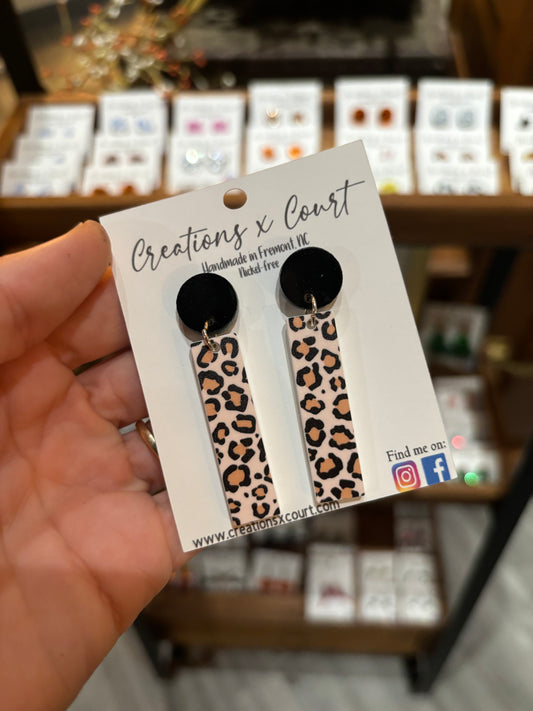 Creations x Court
Handmade in Fremont, NC
Nickel-free
Find me on:
www.creationsxcourt.com